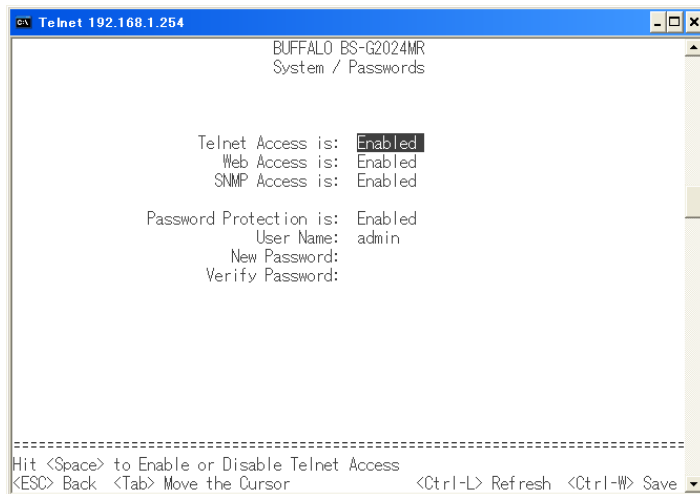 Telnet 192.168.1.254
BUFFALO BS-G2024MR
System / Passwords
Telnet Access is: Enabled
Web Access is: Enabled
SNMP Access is: Enabled
Password Protection is: Enabled
User Name: admin
New Password:
Verify Password:
Hit <Space> to Enable or Disable Telnet Access
<ESC> Back <Tab> Move the Cursor <Ctrl-L> Refresh <Ctrl-W> Save